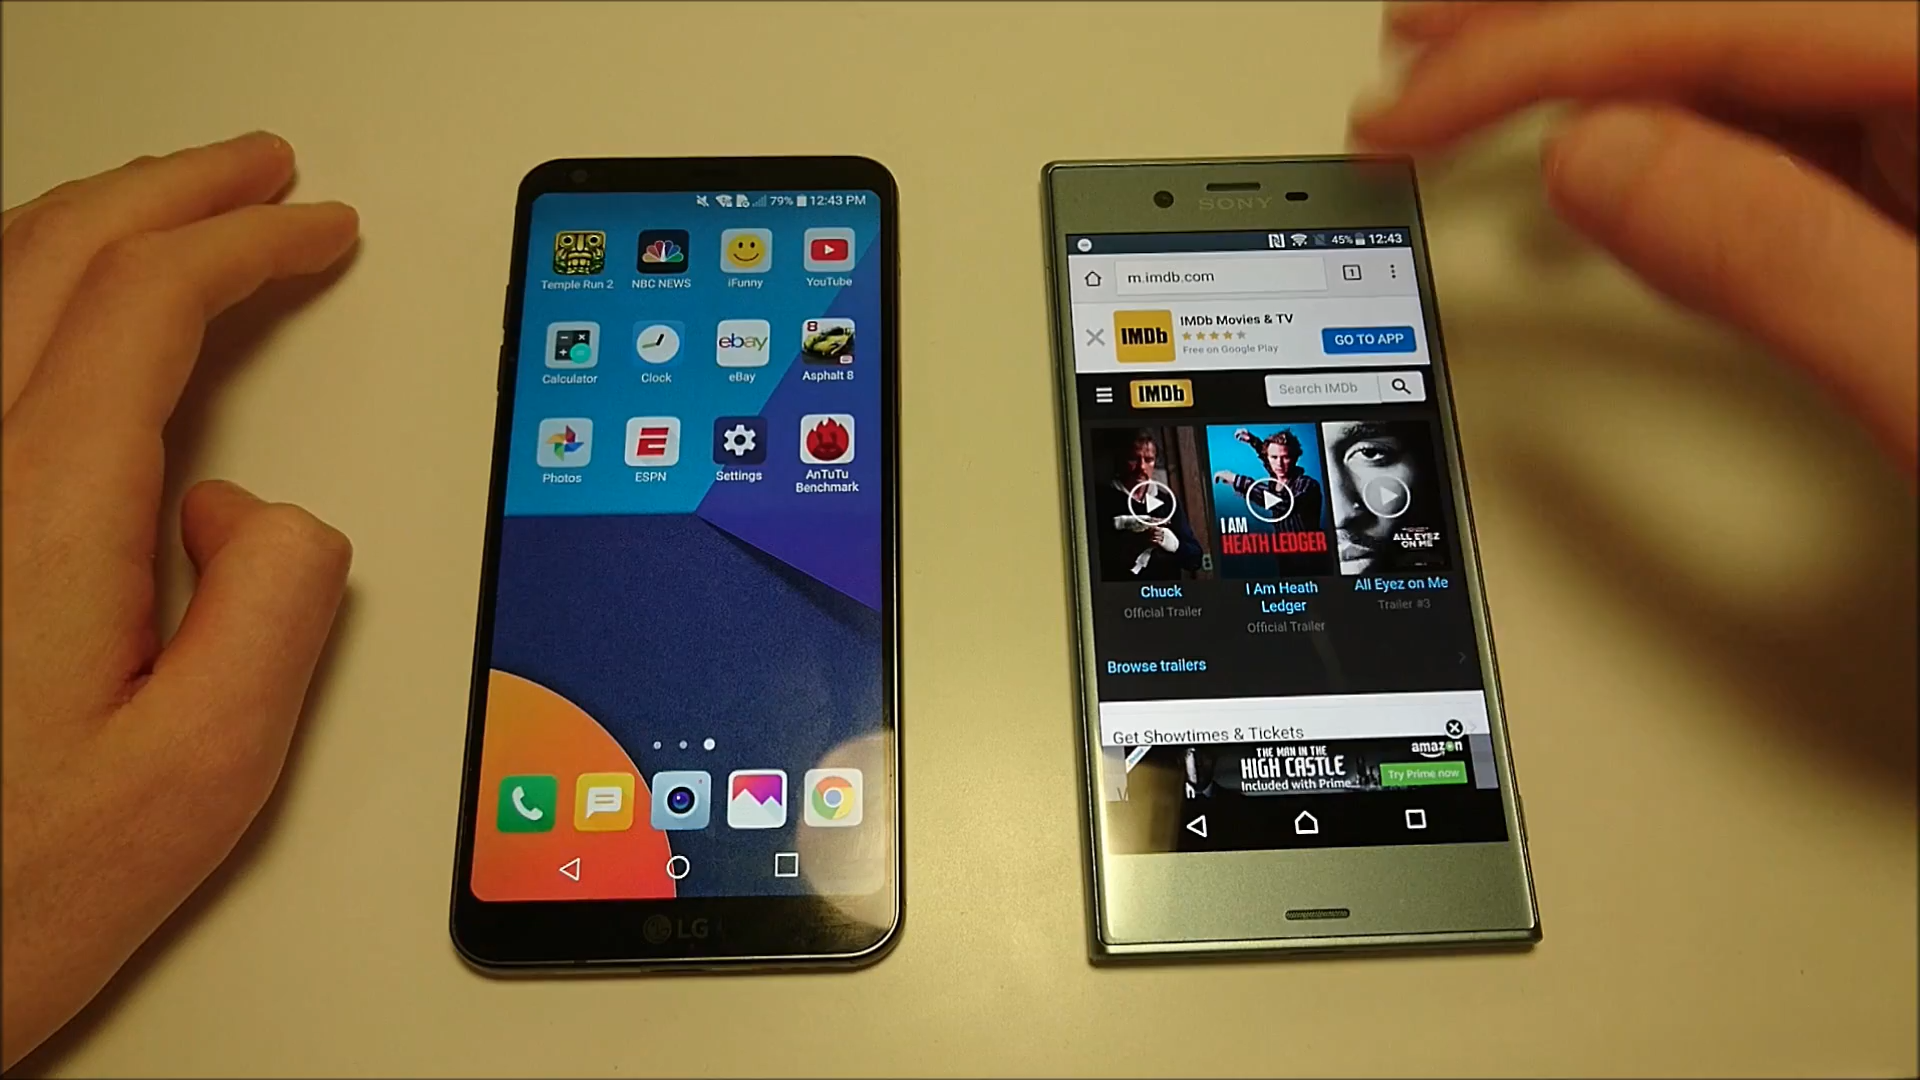 79% 12:43 PM
Temple Run 2
NBC NEWS
iFunny
YouTube
Calculator
Clock
ebay
eBay
8
Asphalt 8
Photos
E
ESPN
Settings
AnTuTu
Benchmark
LG
SONY
45% 12:43
m.imdb.com
1
IMDb
IMDb Movies & TV
Free on Google Play
GO TO APP
IMDb
Search IMDb
I AM
HEATH LEDGER
ALL EYEZ
ON ME
Chuck
Official Trailer
I Am Heath
Ledger
Official Trailer
All Eyez on Me
Trailer #3
Browse trailers
Get Showtimes & Tickets
THE MAN IN THE
HIGH CASTLE
Included with Prime
amazon
Try Prime now